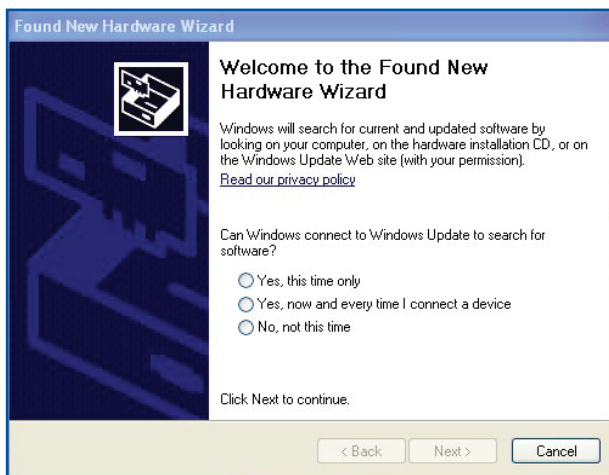 Found New Hardware Wizard
Welcome to the Found New
Hardware Wizard
Windows will search for current and updated software by
looking on your computer, on the hardware installation CD, or on
the Windows Update Web site (with your permission).
Read our privacy policy
Can Windows connect to Windows Update to search for
software?
Yes, this time only
Yes, now and every time I connect a device
No, not this time
Click Next to continue.
< Back Next > Cancel